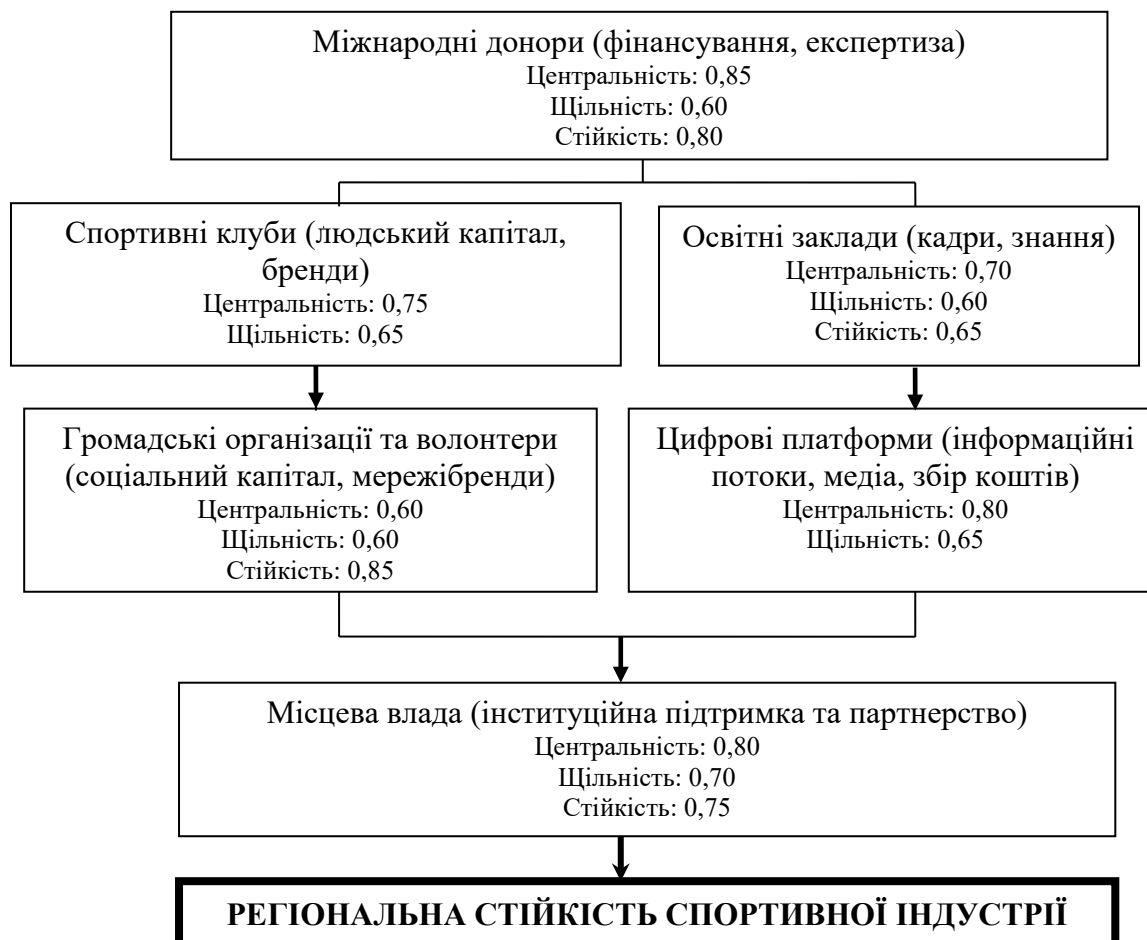 Міжнародні донори (фінансування, експертиза)
Центральність: 0,85
Щільність: 0,60
Стійкість: 0,80
Спортивні клуби (людський капітал,
бренди)
Центральність: 0,75
Щільність: 0,65
Освітні заклади (кадри, знання)
Центральність: 0,70
Щільність: 0,60
Стійкість: 0,65
Громадські організації та волонтери
(соціальний капітал, мережібренди)
Центральність: 0,60
Щільність: 0,60
Стійкість: 0,85
Цифрові платформи (інформаційні
потоки, медіа, збір коштів)
Центральність: 0,80
Щільність: 0,65
Місцева влада (інституційна підтримка та партнерство)
Центральність: 0,80
Щільність: 0,70
Стійкість: 0,75
РЕГІОНАЛЬНА СТІЙКІСТЬ СПОРТИВНОЇ ІНДУСТРІЇ